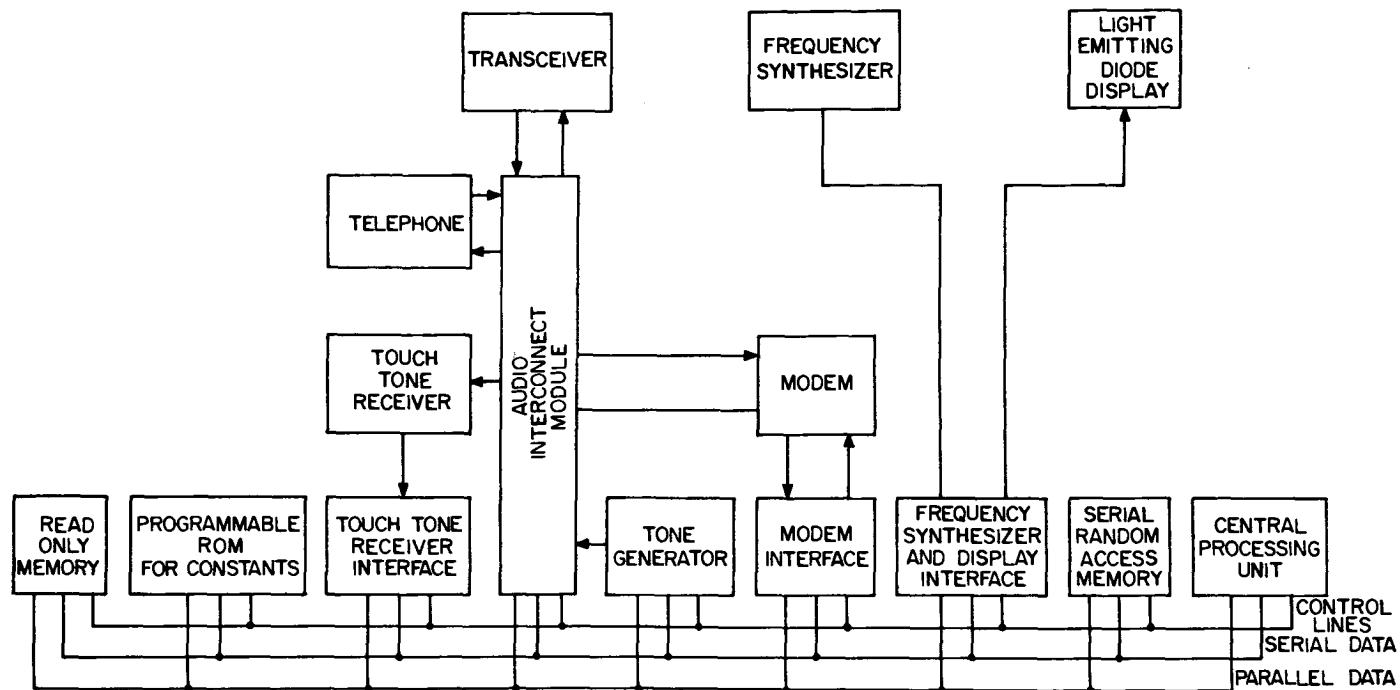 TRANSCEIVER
FREQUENCY
SYNTHESIZER
LIGHT
EMITTING
DIODE
DISPLAY
TELEPHONE
TOUCH
TONE
RECEIVER
AUDIO
INTERCONNECT
MODULE
MODEM
READ
ONLY
MEMORY
PROGRAMMABLE
ROM
FOR CONSTANTS
TOUCH TONE
RECEIVER
INTERFACE
TONE
GENERATOR
MODEM
INTERFACE
FREQUENCY
SYNTHESIZER
AND DISPLAY
INTERFACE
SERIAL
RANDOM
ACCESS
MEMORY
CENTRAL
PROCESSING
UNIT
CONTROL
LINES
SERIAL DATA
PARALLEL DATA